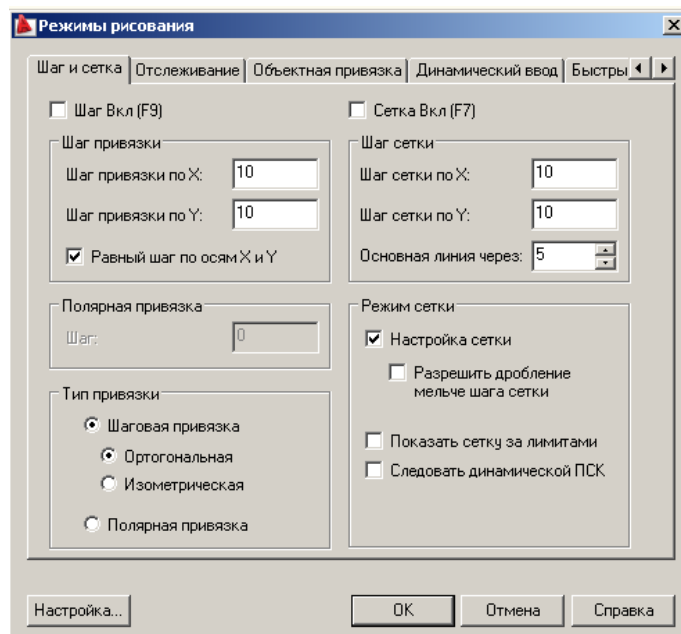 Режимы рисования
Шаг и сетка Отслеживание Объектная привязка Динамический ввод Быстры
Шаг Вкл (F9)
Шаг привязки
Шаг привязки по X: 10
Шаг привязки по Y: 10
Равный шаг по осям X и Y
Полярная привязка
Шаг: 0
Тип привязки
Шаговая привязка
Ортогональная
Изометрическая
Полярная привязка
Сетка Вкл (F7)
Шаг сетки
Шаг сетки по X: 10
Шаг сетки по Y: 10
Основная линия через: 5
Режим сетки
Настройка сетки
Разрешить дробление
мельче шага сетки
Показать сетку за лимитами
Следовать динамической ПСК
Настройка... OK Отмена Справка